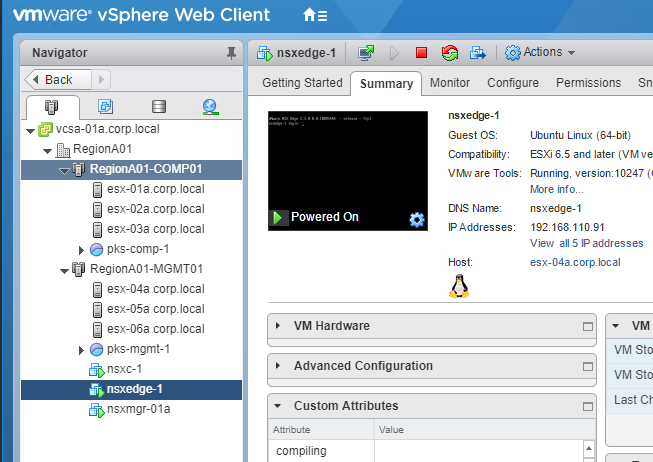 vmware® vSphere Web Client
Navigator
Back
vcsa-01a.corp.local
RegionA01
RegionA01-COMP01
esx-01a.corp.local
esx-02a.corp.local
esx-03a.corp.local
pks-comp-1
RegionA01-MGMT01
esx-04a.corp.local
esx-05a.corp.local
esx-06a.corp.local
pks-mgmt-1
nsxc-1
nsxedge-1
nsxmgr-01a
nsxedge-1 Actions
Getting Started Summary Monitor Configure Permissions Sn
nsxedge-1 login:
Powered On
nsxedge-1
Guest OS: Ubuntu Linux (64-bit)
Compatibility: ESXi 6.5 and later (VM ve
VMware Tools: Running, version:10247 (
More info...
DNS Name: nsxedge-1
IP Addresses: 192.168.110.91
View all 5 IP addresses
Host: esx-04a.corp.local
VM Hardware
Advanced Configuration
Custom Attributes
Attribute Value
compiling
VM
VM Sto
VM Sto
Last Ch